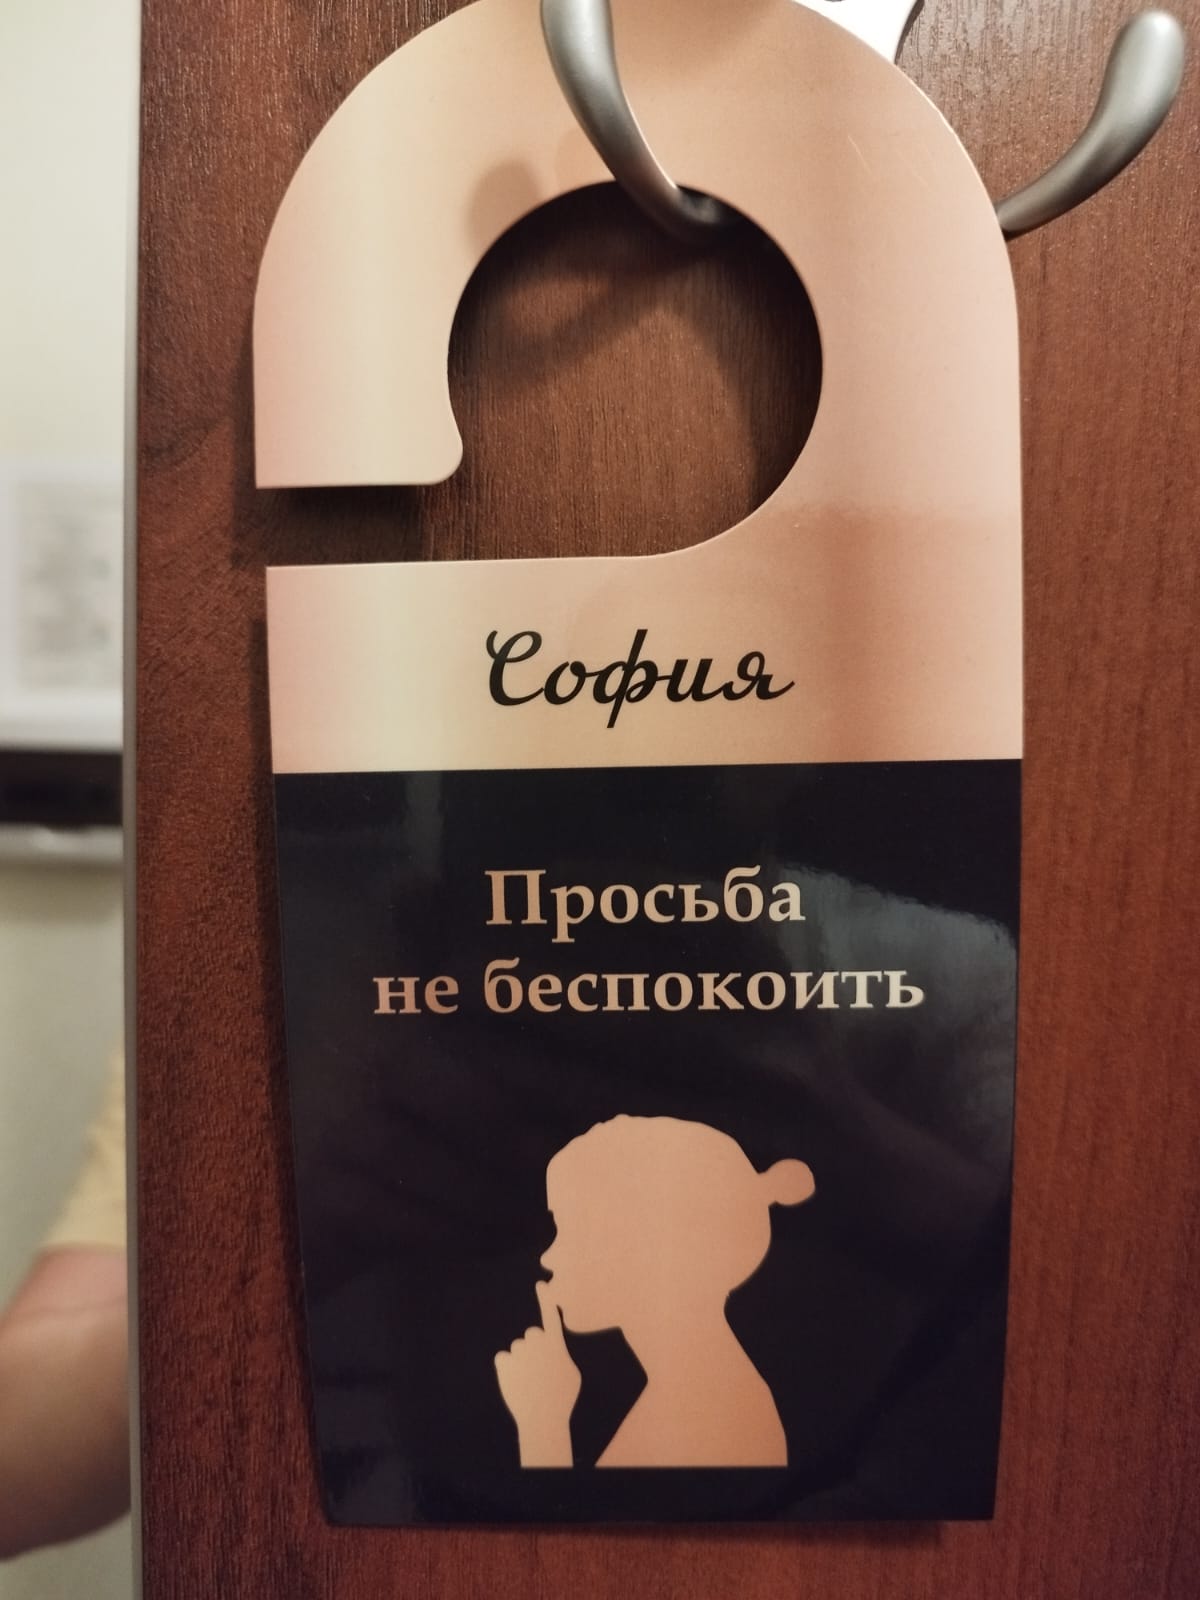 София
Просьба
не беспокоить